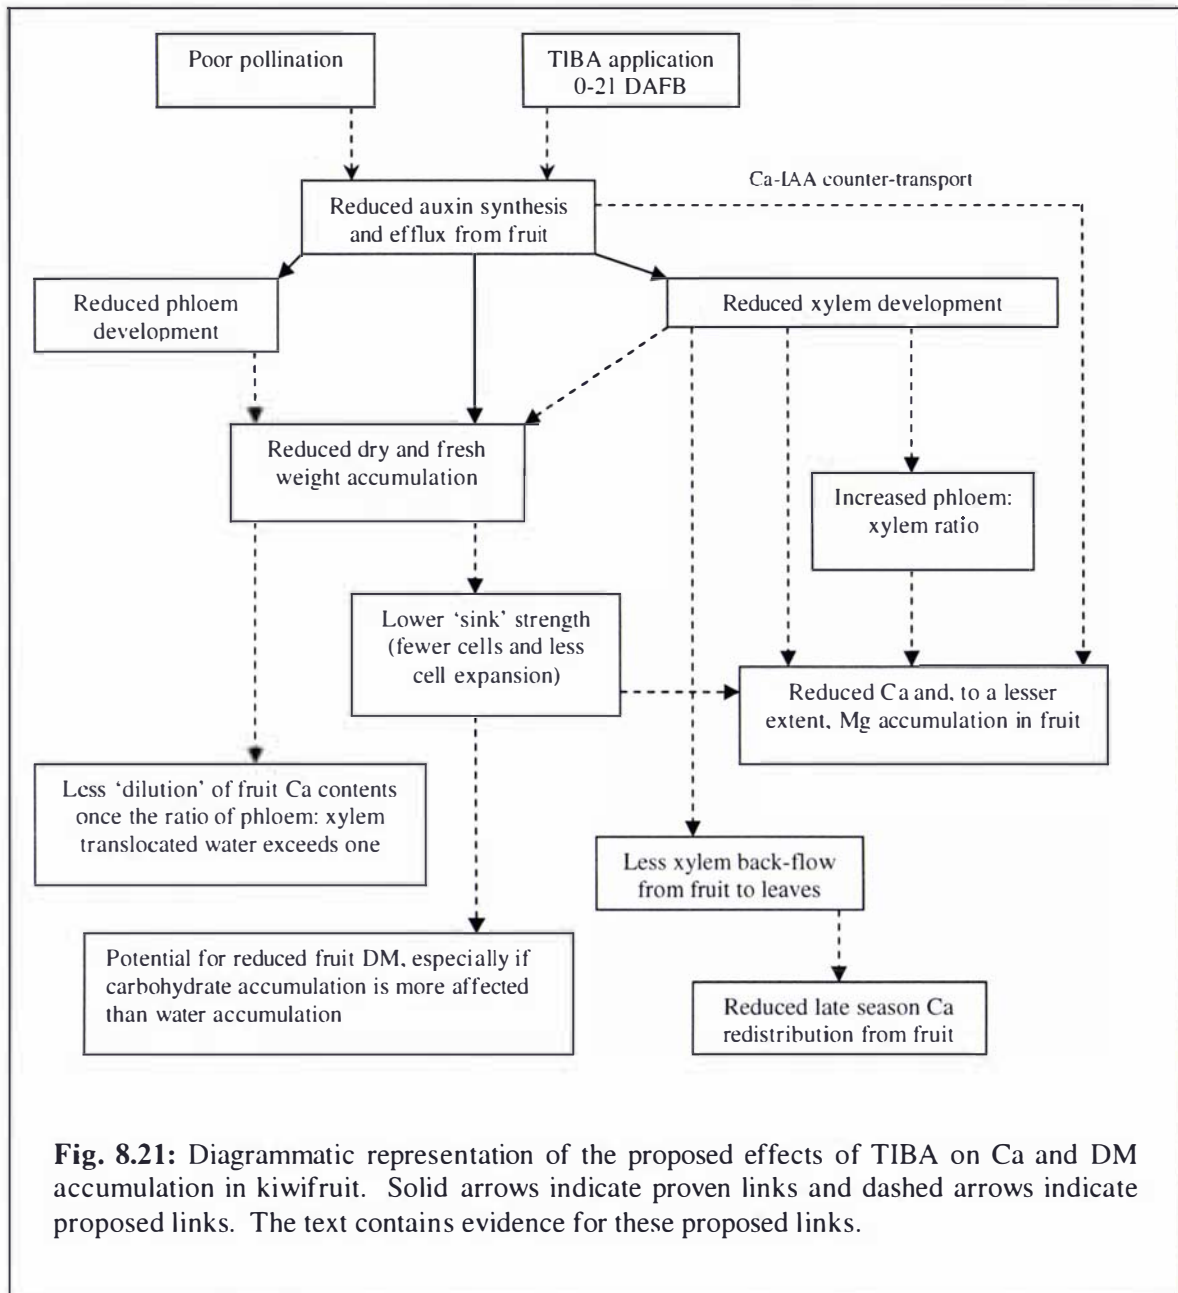 Poor pollination
TIBA application
0-21 DAFB
Ca-IAA counter-transport
Reduced auxin synthesis
and efflux from fruit
Reduced phloem
development
Reduced xylem development
Reduced dry and fresh
weight accumulation
Increased phloem:
xylem ratio
Lower ‘sink’ strength
(fewer cells and less
cell expansion)
Reduced Ca and, to a lesser
extent, Mg accumulation in fruit
Less ‘dilution’ of fruit Ca contents
once the ratio of phloem: xylem
translocated water exceeds one
Less xylem back-flow
from fruit to leaves
Potential for reduced fruit DM, especially if
carbohydrate accumulation is more affected
than water accumulation
Reduced late season Ca
redistribution from fruit
Fig. 8.21: Diagrammatic representation of the proposed effects of TIBA on Ca and DM
accumulation in kiwifruit. Solid arrows indicate proven links and dashed arrows indicate
proposed links. The text contains evidence for these proposed links.